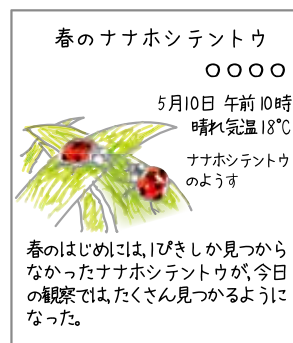 春のナナホシテントウ
○○○○
5月10日 午前10時
晴れ気温18℃
ナナホシテントウ
のようす
春のはじめには,1ぴきしか見つから
なかったナナホシテントウが,今日
の観察では,たくさん見つかるように
なった。